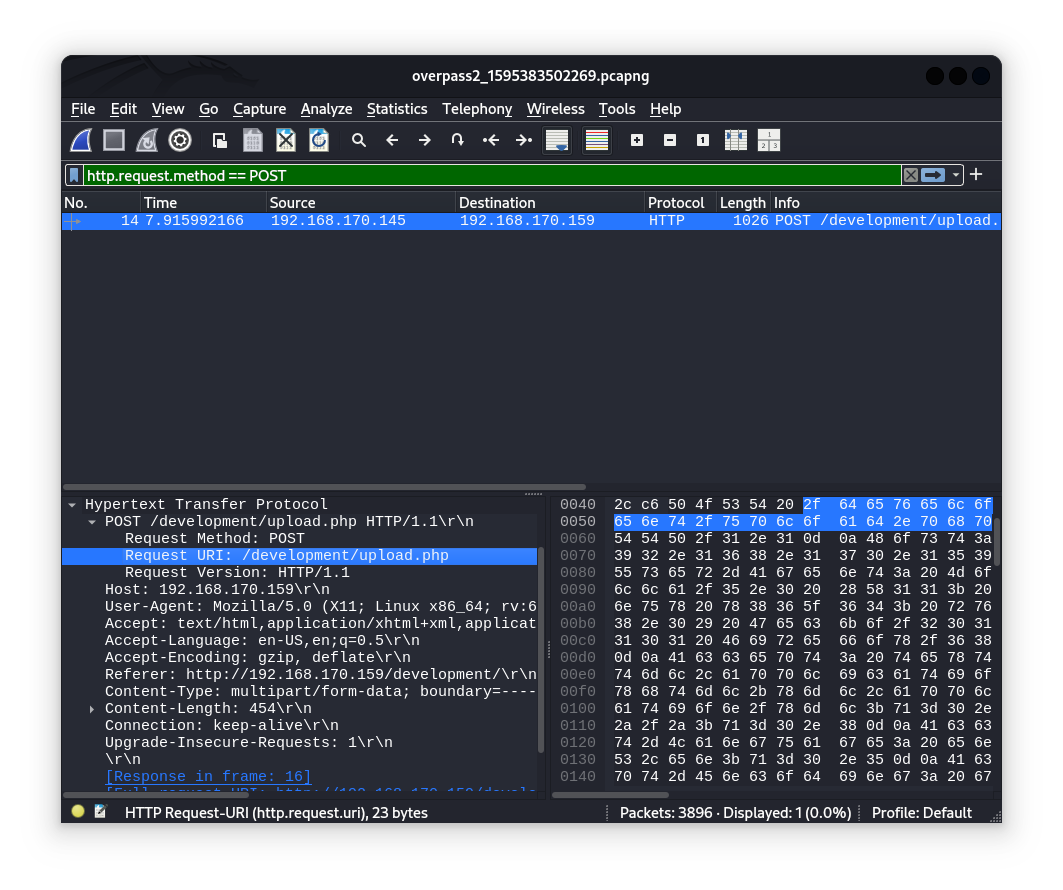 overpass2_1595383502269.pcapng
File Edit View Go Capture Analyze Statistics Telephony Wireless Tools Help
http.request.method == POST
No. Time Source Destination Protocol Length Info
14 7.915992166 192.168.170.145 192.168.170.159 HTTP 1026 POST /development/upload.
Hypertext Transfer Protocol
POST /development/upload.php HTTP/1.1\r\n
Request Method: POST
Request URI: /development/upload.php
Request Version: HTTP/1.1
Host: 192.168.170.159\r\n
User-Agent: Mozilla/5.0 (X11; Linux x86_64; rv:6
Accept: text/html,application/xhtml+xml,applicat
Accept-Language: en-US,en;q=0.5\r\n
Accept-Encoding: gzip, deflate\r\n
Referer: http://192.168.170.159/development/\r\n
Content-Type: multipart/form-data; boundary=----
Content-Length: 454\r\n
Connection: keep-alive\r\n
Upgrade-Insecure-Requests: 1\r\n
\r\n
[Response in frame: 16]
0040 2c c6 50 4f 53 54 20 2f 64 65 76 65 6c 6f
0050 65 6e 74 2f 75 70 6c 6f 61 64 2e 70 68 70
0060 54 54 50 2f 31 2e 31 0d 0a 48 6f 73 74 3a
0070 39 32 2e 31 36 38 2e 31 37 30 2e 31 35 39
0080 55 73 65 72 2d 41 67 65 6e 74 3a 20 4d 6f
0090 6c 6c 61 2f 35 2e 30 20 28 58 31 31 3b 20
00a0 6e 75 78 20 78 38 36 5f 36 34 3b 20 72 76
00b0 38 2e 30 29 20 47 65 63 6b 6f 2f 32 30 31
00c0 31 30 31 20 46 69 72 65 66 6f 78 2f 36 38
00d0 0d 0a 41 63 63 65 70 74 3a 20 74 65 78 74
00e0 74 6d 6c 2c 61 70 70 6c 69 63 61 74 69 6f
00f0 78 68 74 6d 6c 2b 78 6d 6c 2c 61 70 70 6c
0100 61 74 69 6f 6e 2f 78 6d 6c 3b 71 3d 30 2e
0110 2a 2f 2a 3b 71 3d 30 2e 38 0d 0a 41 63 63
0120 74 2d 4c 61 6e 67 75 61 67 65 3a 20 65 6e
0130 53 2c 65 6e 3b 71 3d 30 2e 35 0d 0a 41 63
0140 70 74 2d 45 6e 63 6f 64 69 6e 67 3a 20 67
HTTP Request-URI (http.request.uri), 23 bytes
Packets: 3896 · Displayed: 1 (0.0%)
Profile: Default